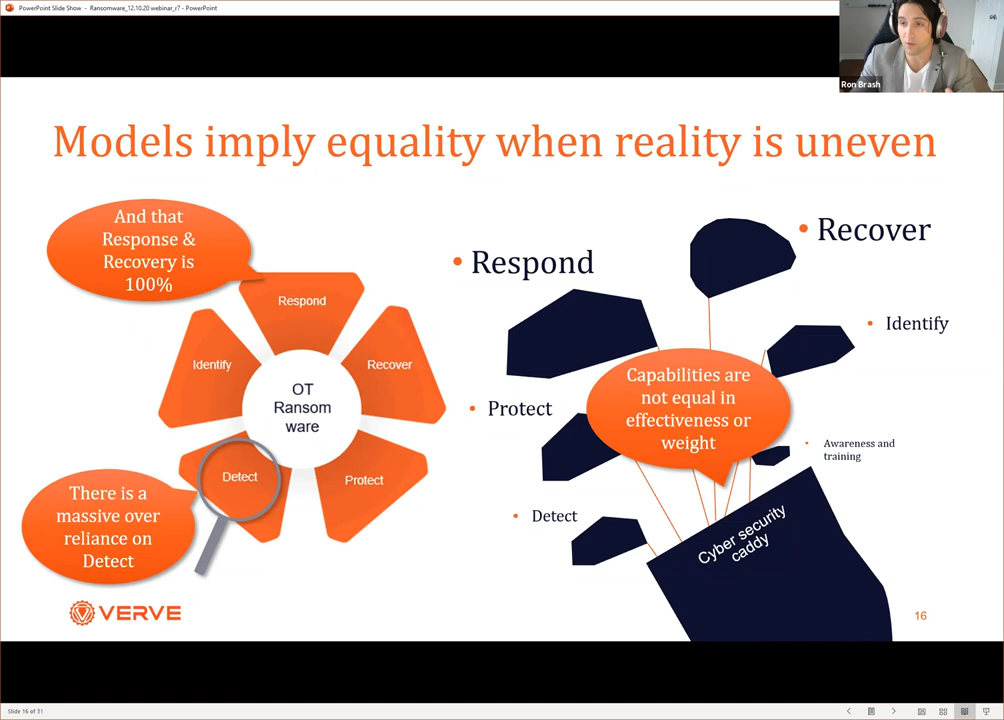 PowerPoint Slide Show - Ransomware_12.10.20 webinar_r7 - PowerPoint
Ron Brash
Models imply equality when reality is uneven
And that
Response &
Recovery is
100%
Respond
Identify
Recover
OT
Ransom
ware
Detect
Protect
There is a
massive over
reliance on
Detect
VERVE
• Respond
• Recover
• Identify
• Protect
Capabilities are
not equal in
effectiveness or
weight
• Awareness and
training
• Detect
Cyber security
caddy
16
Slide 16 of 31